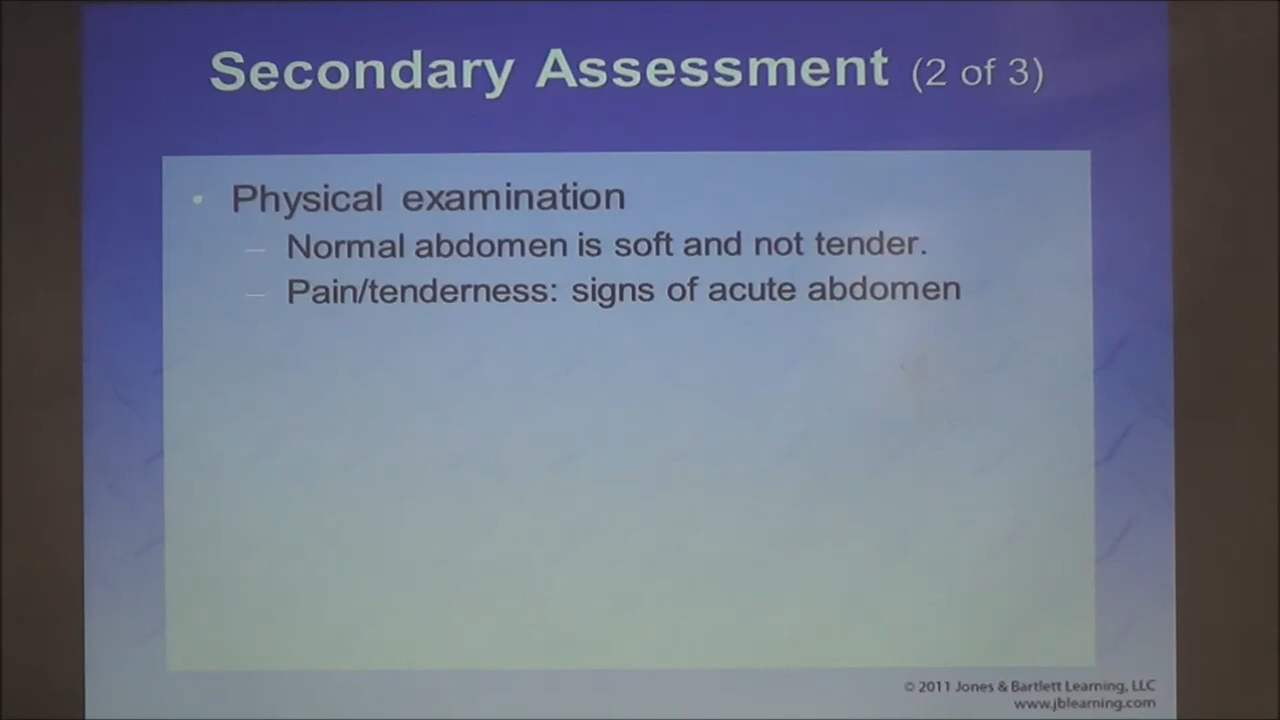 Secondary Assessment (2 of 3)
• Physical examination
– Normal abdomen is soft and not tender.
– Pain/tenderness: signs of acute abdomen
© 2011 Jones & Bartlett Learning, LLC
www.jblearning.com